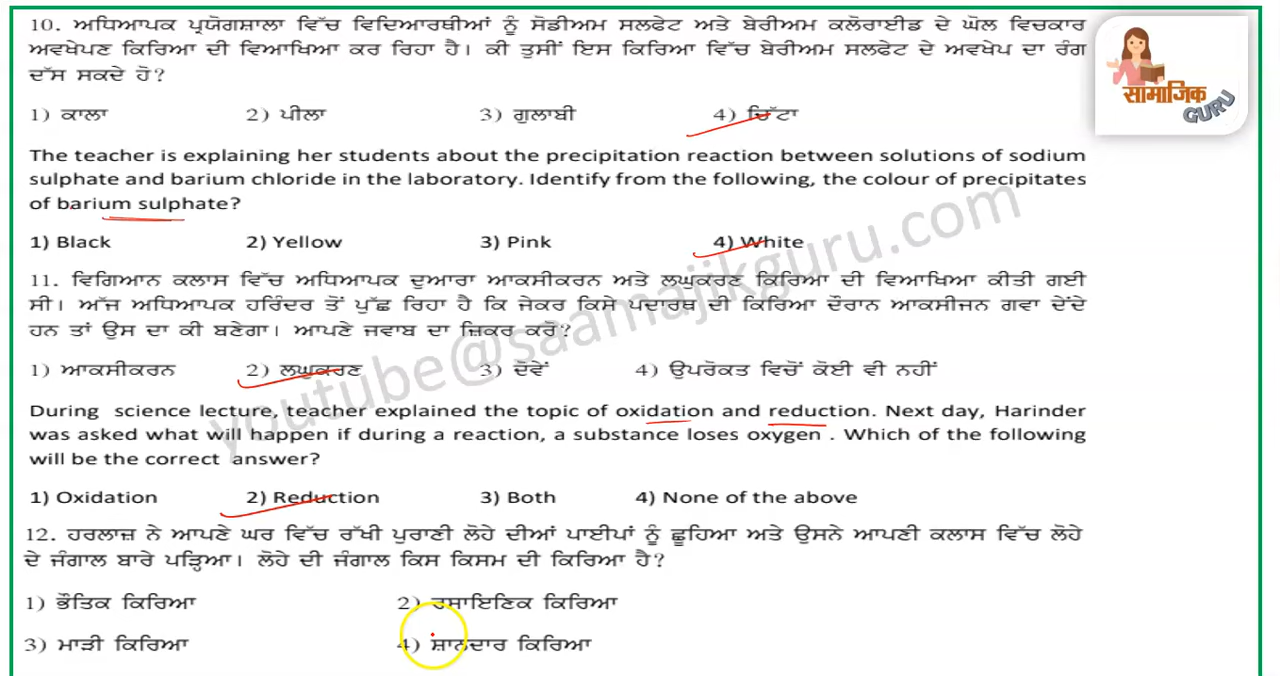 10. ਅਧਿਆਪਕ ਪ੍ਰਯੋਗਸ਼ਾਲਾ ਵਿੱਚ ਵਿਦਿਆਰਥੀਆਂ ਨੂੰ ਸੋਡੀਅਮ ਸਲਫੇਟ ਅਤੇ ਬੇਰੀਅਮ ਕਲੋਰਾਈਡ ਦੇ ਘੋਲ ਵਿਚਕਾਰ
ਅਵਖੇਪਣ ਕਿਰਿਆ ਦੀ ਵਿਆਖਿਆ ਕਰ ਰਿਹਾ ਹੈ। ਕੀ ਤੁਸੀਂ ਇਸ ਕਿਰਿਆ ਵਿੱਚ ਬੇਰੀਅਮ ਸਲਫੇਟ ਦੇ ਅਵਖੇਪ ਦਾ ਰੰਗ
ਦੱਸ ਸਕਦੇ ਹੋ?
1) ਕਾਲਾ 2) ਪੀਲਾ 3) ਗੁਲਾਬੀ 4) ਚਿੱਟਾ
The teacher is explaining her students about the precipitation reaction between solutions of sodium
sulphate and barium chloride in the laboratory. Identify from the following, the colour of precipitates
of barium sulphate?
1) Black 2) Yellow 3) Pink 4) White
11. ਵਿਗਿਆਨ ਕਲਾਸ ਵਿੱਚ ਅਧਿਆਪਕ ਦੁਆਰਾ ਆਕਸੀਕਰਨ ਅਤੇ ਲਘੂਕਰਣ ਕਿਰਿਆ ਦੀ ਵਿਆਖਿਆ ਕੀਤੀ ਗਈ
ਸੀ। ਅੱਜ ਅਧਿਆਪਕ ਹਰਿੰਦਰ ਤੋਂ ਪੁੱਛ ਰਿਹਾ ਹੈ ਕਿ ਜੇਕਰ ਕਿਸੇ ਪਦਾਰਥ ਦੀ ਕਿਰਿਆ ਦੌਰਾਨ ਆਕਸੀਜਨ ਗਵਾ ਦੇਂਦੇ
ਹਨ ਤਾਂ ਉਸ ਦਾ ਕੀ ਬਣੇਗਾ। ਆਪਣੇ ਜਵਾਬ ਦਾ ਜ਼ਿਕਰ ਕਰੋ?
1) ਆਕਸੀਕਰਨ 2) ਲਘੂਕਰਣ 3) ਦੋਵੇਂ 4) ਉਪਰੋਕਤ ਵਿਚੋਂ ਕੋਈ ਵੀ ਨਹੀਂ
During science lecture, teacher explained the topic of oxidation and reduction. Next day, Harinder
was asked what will happen if during a reaction, a substance loses oxygen . Which of the following
will be the correct answer?
1) Oxidation 2) Reduction 3) Both 4) None of the above
12. ਹਰਲਾਜ਼ ਨੇ ਆਪਣੇ ਘਰ ਵਿੱਚ ਰੱਖੀ ਪੁਰਾਣੀ ਲੋਹੇ ਦੀਆਂ ਪਾਈਪਾਂ ਨੂੰ ਛੂਹਿਆ ਅਤੇ ਉਸਨੇ ਆਪਣੀ ਕਲਾਸ ਵਿੱਚ ਲੋਹੇ
ਦੇ ਜੰਗਾਲ ਬਾਰੇ ਪੜ੍ਹਿਆ। ਲੋਹੇ ਦੀ ਜੰਗਾਲ ਕਿਸ ਕਿਸਮ ਦੀ ਕਿਰਿਆ ਹੈ?
1) ਭੌਤਿਕ ਕਿਰਿਆ 2) ਰਸਾਇਣਿਕ ਕਿਰਿਆ
3) ਮਾੜੀ ਕਿਰਿਆ 4) ਸ਼ਾਨਦਾਰ ਕਿਰਿਆ
सामाजिक
GURU
youtube@saamajikguru.com